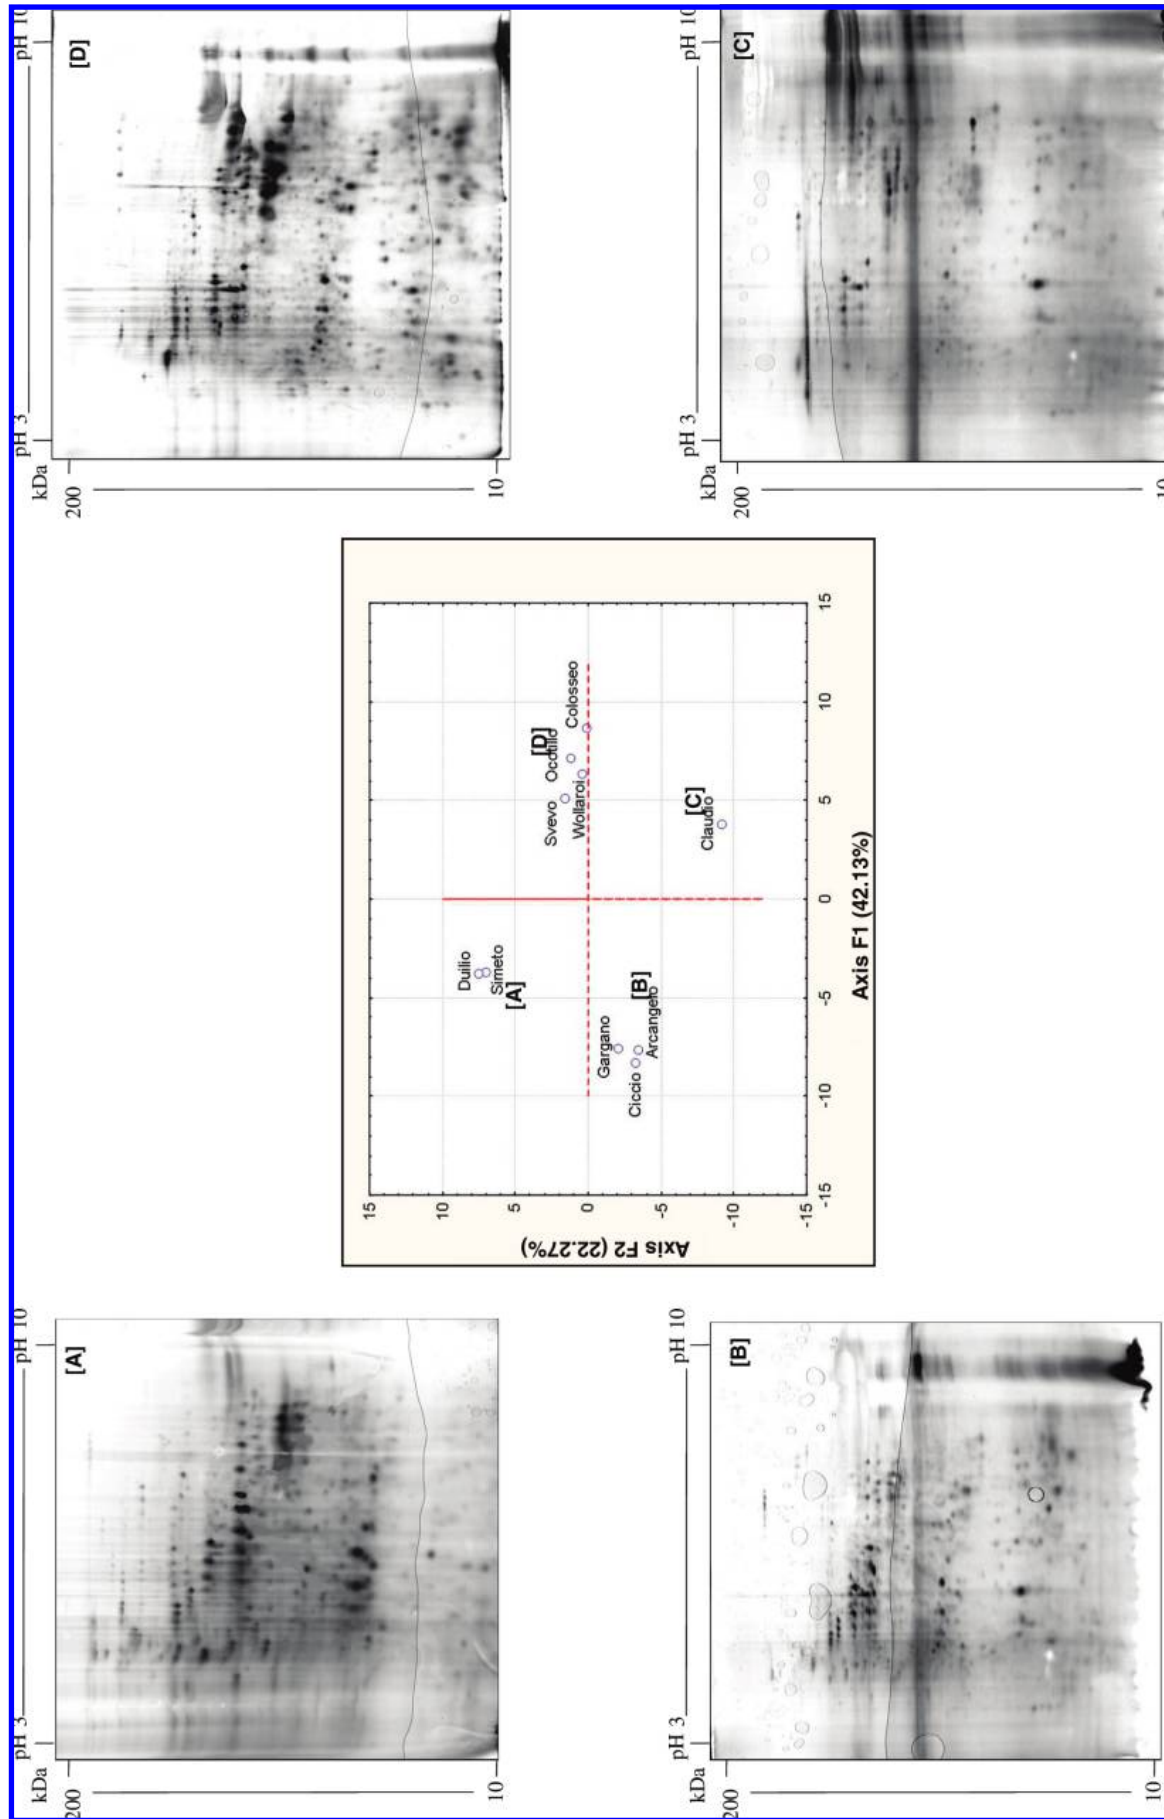 [A]
pH 3
pH 10
kDa
200
10
[D]
pH 3
pH 10
kDa
200
10
Axis F2 (22.27%)
15
10
5
0
-5
-10
-15
Duilio
Simeto
[A]
Svevo
Wollaroi
Ocotillo
[D]
Colosseo
Gargano
Ciccio
Arcangelo
[B]
Claudio
[C]
-15
-10
-5
0
5
10
15
Axis F1 (42.13%)
[B]
pH 3
pH 10
kDa
200
10
[C]
pH 3
pH 10
kDa
200
10